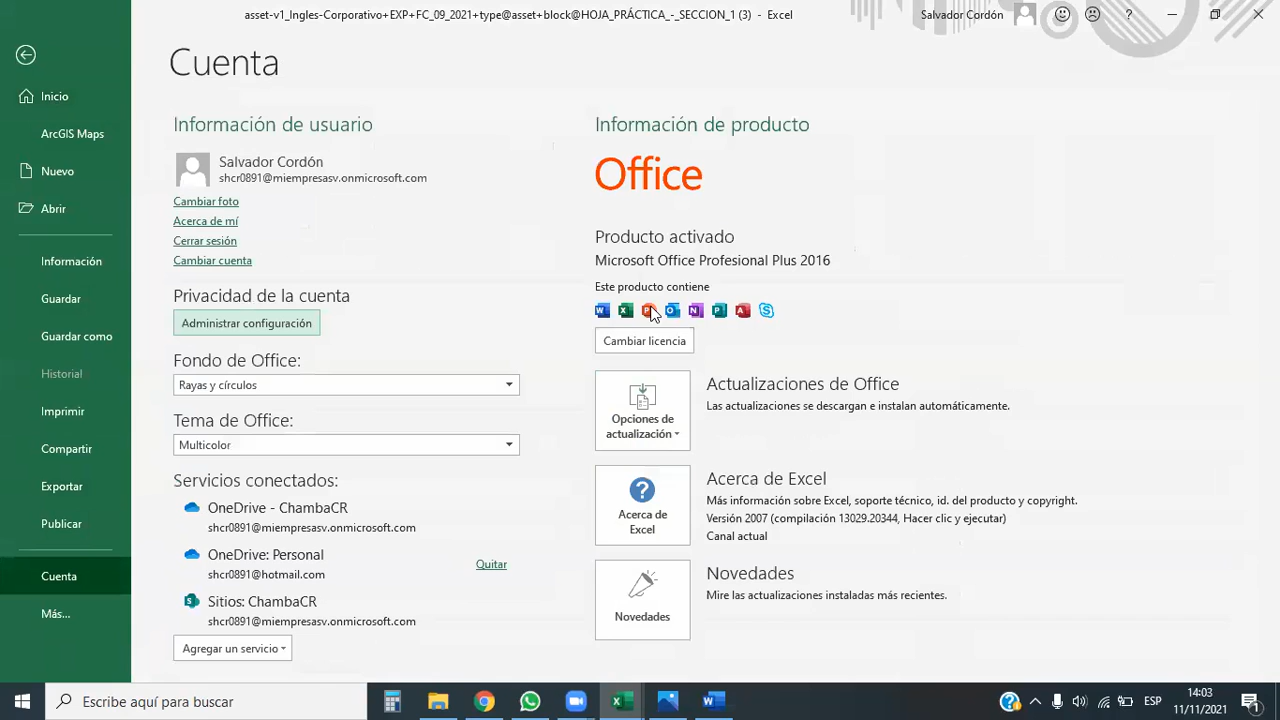 asset-v1_Ingles-Corporativo+EXP+FC_09_2021+type@asset+block@HOJA_PRÁCTICA_-_SECCION_1 (3) - Excel
Salvador Cordón
?
Inicio
ArcGIS Maps
Nuevo
Abrir
Información
Guardar
Guardar como
Historial
Imprimir
Compartir
Exportar
Publicar
Cuenta
Más...
Cuenta
Información de usuario
Salvador Cordón
shcr0891@miempresasv.onmicrosoft.com
Cambiar foto
Acerca de mí
Cerrar sesión
Cambiar cuenta
Privacidad de la cuenta
Administrar configuración
Fondo de Office:
Rayas y círculos
Tema de Office:
Multicolor
Servicios conectados:
OneDrive - ChambaCR
shcr0891@miempresasv.onmicrosoft.com
OneDrive: Personal
shcr0891@hotmail.com
Quitar
Sitios: ChambaCR
shcr0891@miempresasv.onmicrosoft.com
Agregar un servicio
Información de producto
Office
Producto activado
Microsoft Office Profesional Plus 2016
Este producto contiene
Cambiar licencia
Opciones de
actualización
Actualizaciones de Office
Las actualizaciones se descargan e instalan automáticamente.
Acerca de
Excel
Acerca de Excel
Más información sobre Excel, soporte técnico, id. del producto y copyright.
Versión 2007 (compilación 13029.20344, Hacer clic y ejecutar)
Canal actual
Novedades
Novedades
Mire las actualizaciones instaladas más recientes.
Escribe aquí para buscar
ESP
14:03
11/11/2021
1